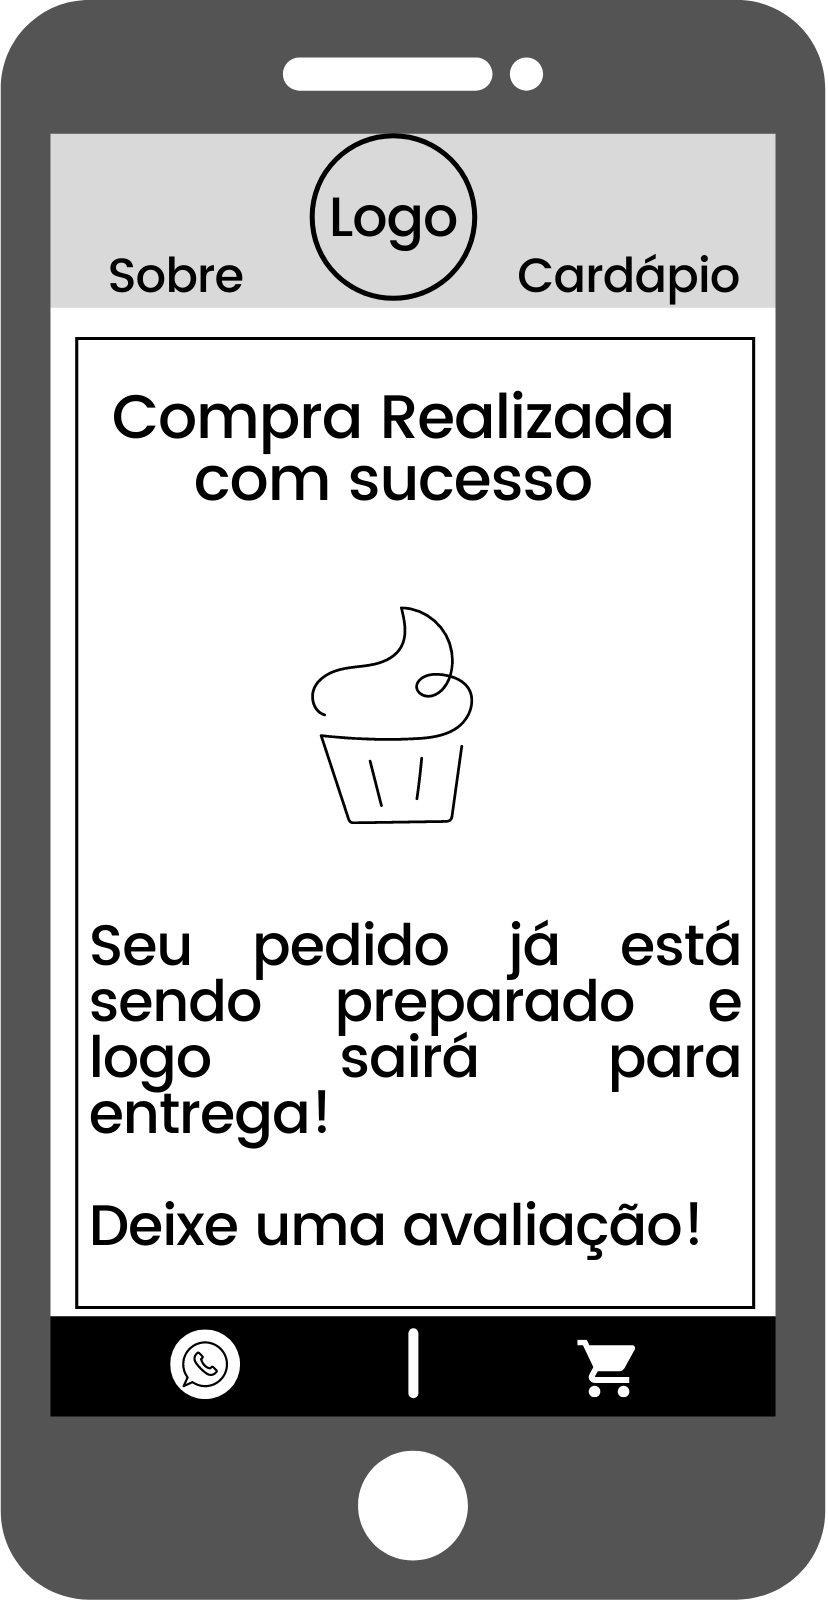 Logo
Sobre
Cardápio
Compra Realizada
com sucesso
Seu pedido já está
sendo preparado e
logo sairá para
entrega!
Deixe uma avaliação!